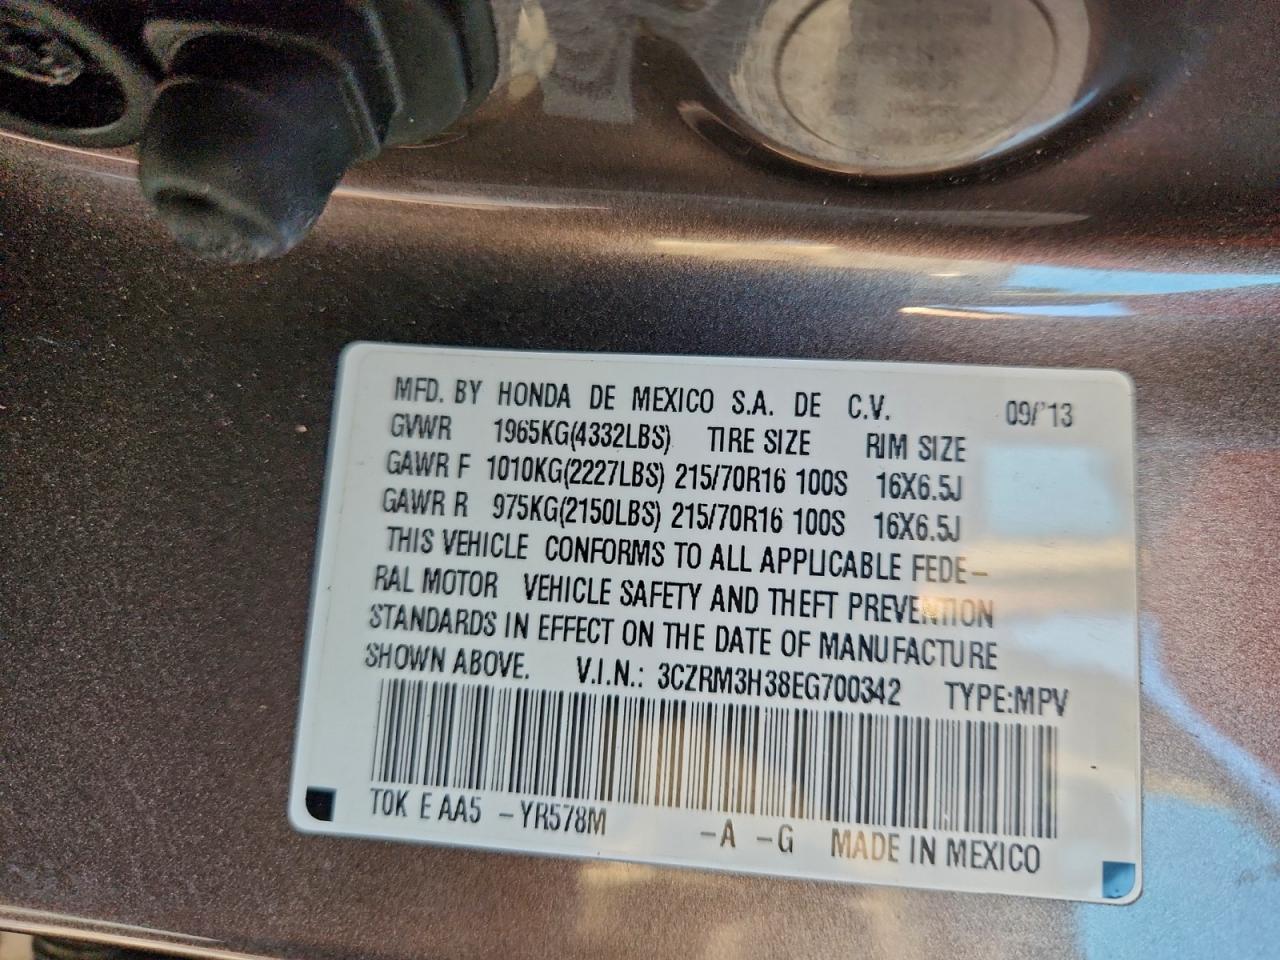 MFD. BY HONDA DE MEXICO S.A. DE C.V. 09/'13
GVWR 1965KG(4332LBS) TIRE SIZE RIM SIZE
GAWR F 1010KG(2227LBS) 215/70R16 100S 16X6.5J
GAWR R 975KG(2150LBS) 215/70R16 100S 16X6.5J
THIS VEHICLE CONFORMS TO ALL APPLICABLE FEDE-
RAL MOTOR VEHICLE SAFETY AND THEFT PREVENTION
STANDARDS IN EFFECT ON THE DATE OF MANUFACTURE
SHOWN ABOVE. V.I.N.: 3CZRM3H38EG700342 TYPE:MPV
T0K E AA5 -YR578M -A -G MADE IN MEXICO